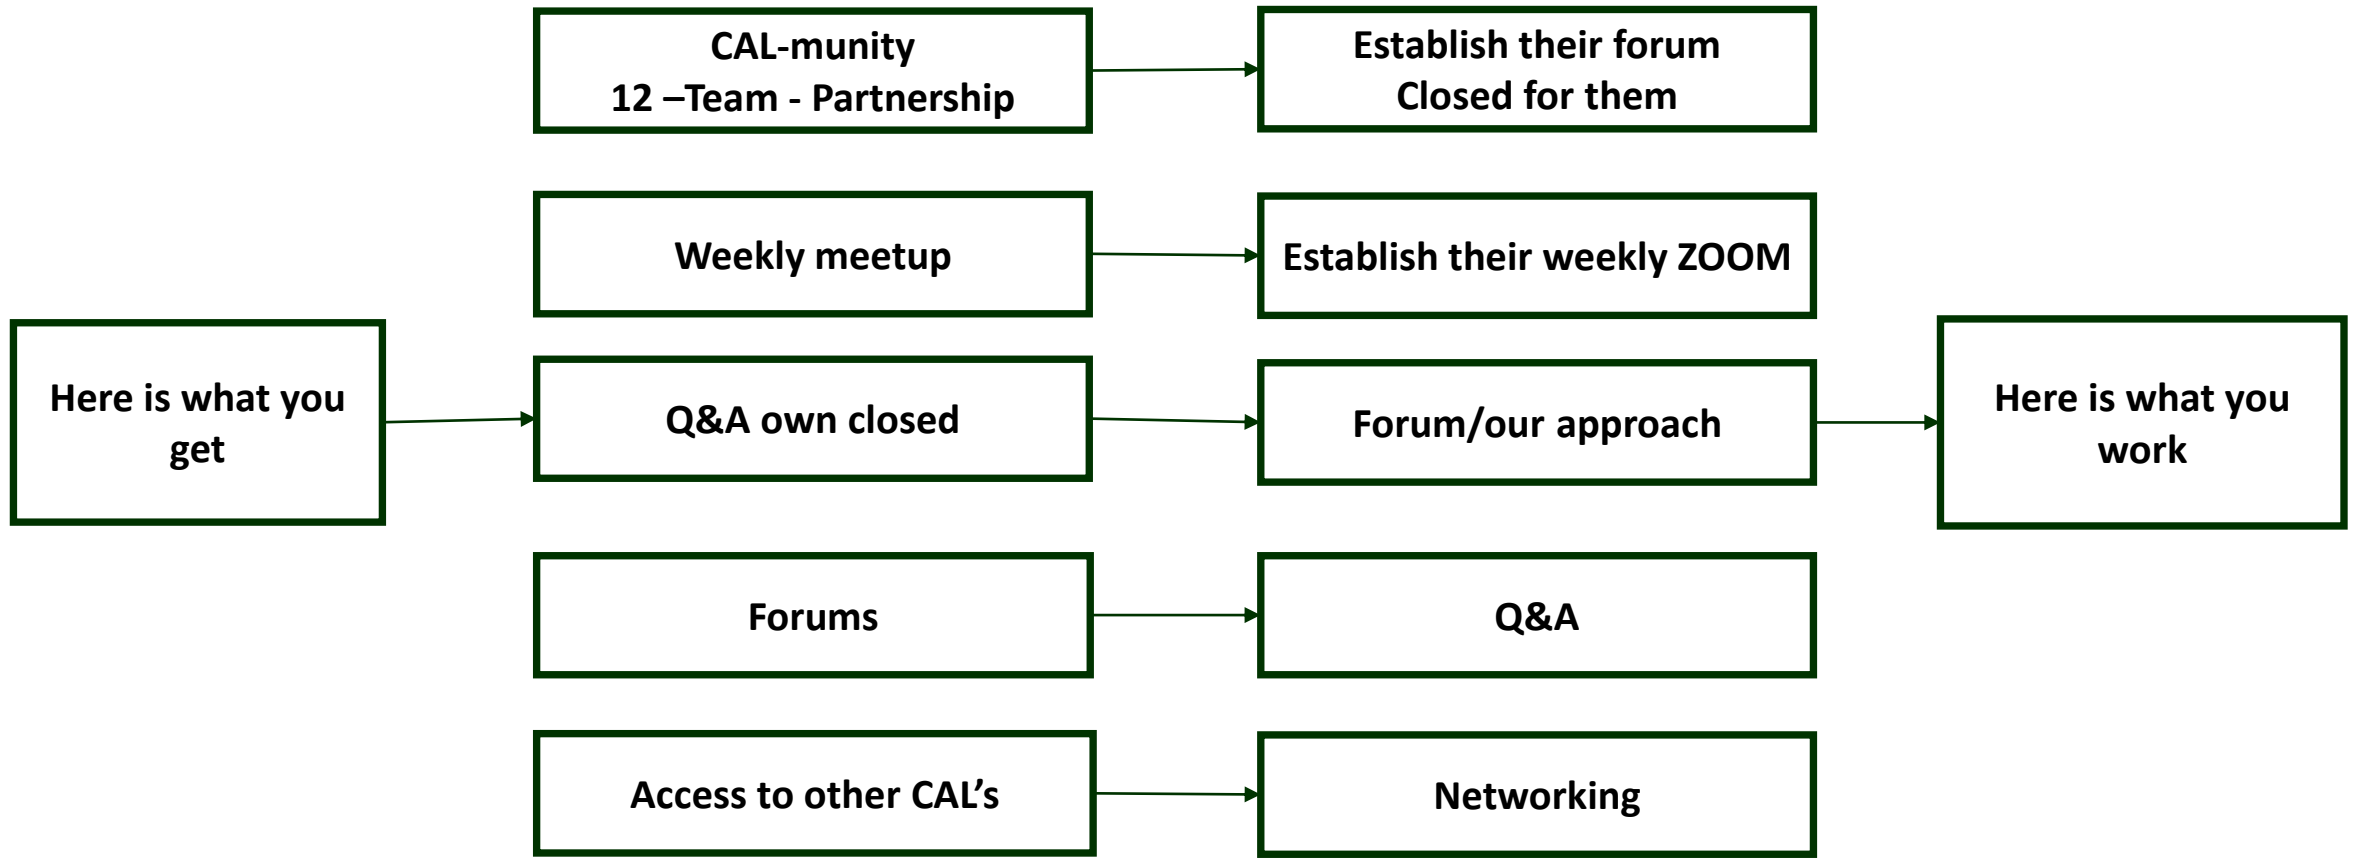 CAL-munity
12 –Team - Partnership
Establish their forum
Closed for them
Weekly meetup
Establish their weekly ZOOM
Here is what you
get
Q&A own closed
Forum/our approach
Here is what you
work
Forums
Q&A
Access to other CAL’s
Networking